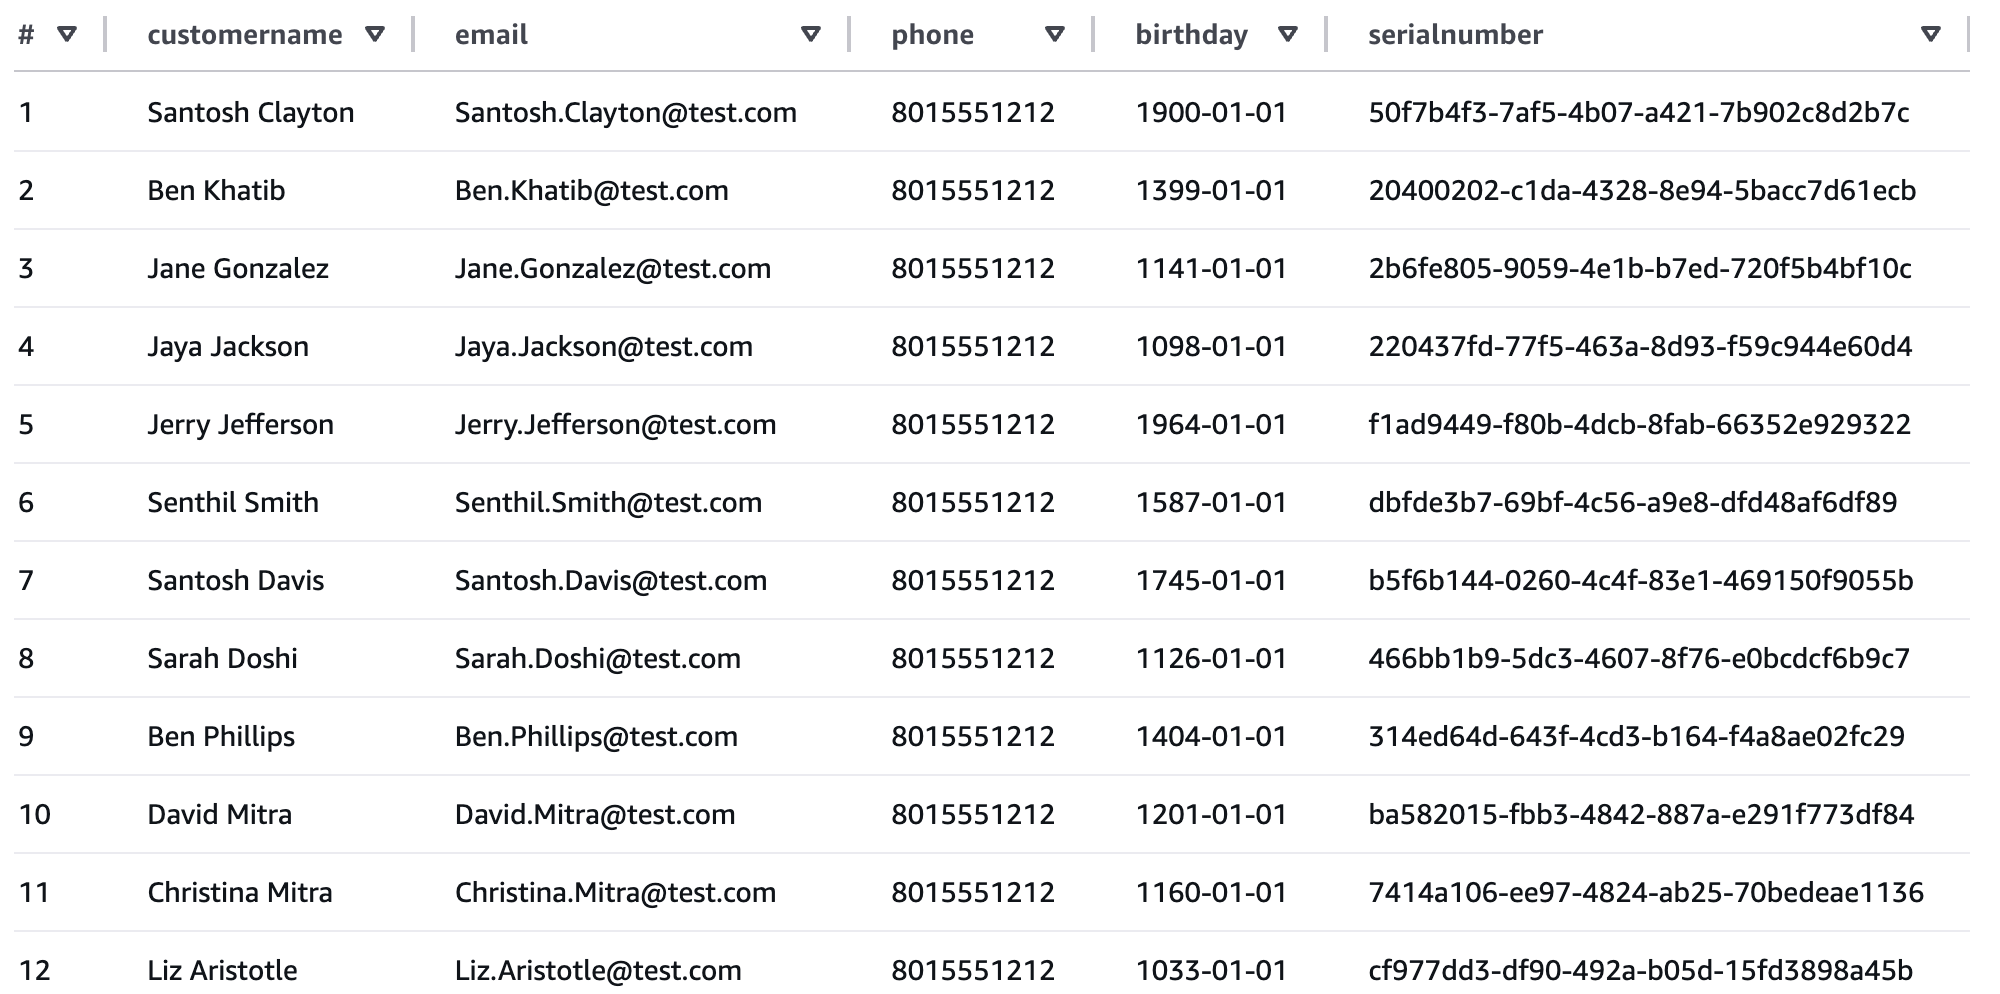 # customername email phone birthday serialnumber
1 Santosh Clayton Santosh.Clayton@test.com 8015551212 1900-01-01 50f7b4f3-7af5-4b07-a421-7b902c8d2b7c
2 Ben Khatib Ben.Khatib@test.com 8015551212 1399-01-01 20400202-c1da-4328-8e94-5bacc7d61ecb
3 Jane Gonzalez Jane.Gonzalez@test.com 8015551212 1141-01-01 2b6fe805-9059-4e1b-b7ed-720f5b4bf10c
4 Jaya Jackson Jaya.Jackson@test.com 8015551212 1098-01-01 220437fd-77f5-463a-8d93-f59c944e60d4
5 Jerry Jefferson Jerry.Jefferson@test.com 8015551212 1964-01-01 f1ad9449-f80b-4dcb-8fab-66352e929322
6 Senthil Smith Senthil.Smith@test.com 8015551212 1587-01-01 dbfde3b7-69bf-4c56-a9e8-dfd48af6df89
7 Santosh Davis Santosh.Davis@test.com 8015551212 1745-01-01 b5f6b144-0260-4c4f-83e1-469150f9055b
8 Sarah Doshi Sarah.Doshi@test.com 8015551212 1126-01-01 466bb1b9-5dc3-4607-8f76-e0bcdcf6b9c7
9 Ben Phillips Ben.Phillips@test.com 8015551212 1404-01-01 314ed64d-643f-4cd3-b164-f4a8ae02fc29
10 David Mitra David.Mitra@test.com 8015551212 1201-01-01 ba582015-fbb3-4842-887a-e291f773df84
11 Christina Mitra Christina.Mitra@test.com 8015551212 1160-01-01 7414a106-ee97-4824-ab25-70bedeae1136
12 Liz Aristotle Liz.Aristotle@test.com 8015551212 1033-01-01 cf977dd3-df90-492a-b05d-15fd3898a45b